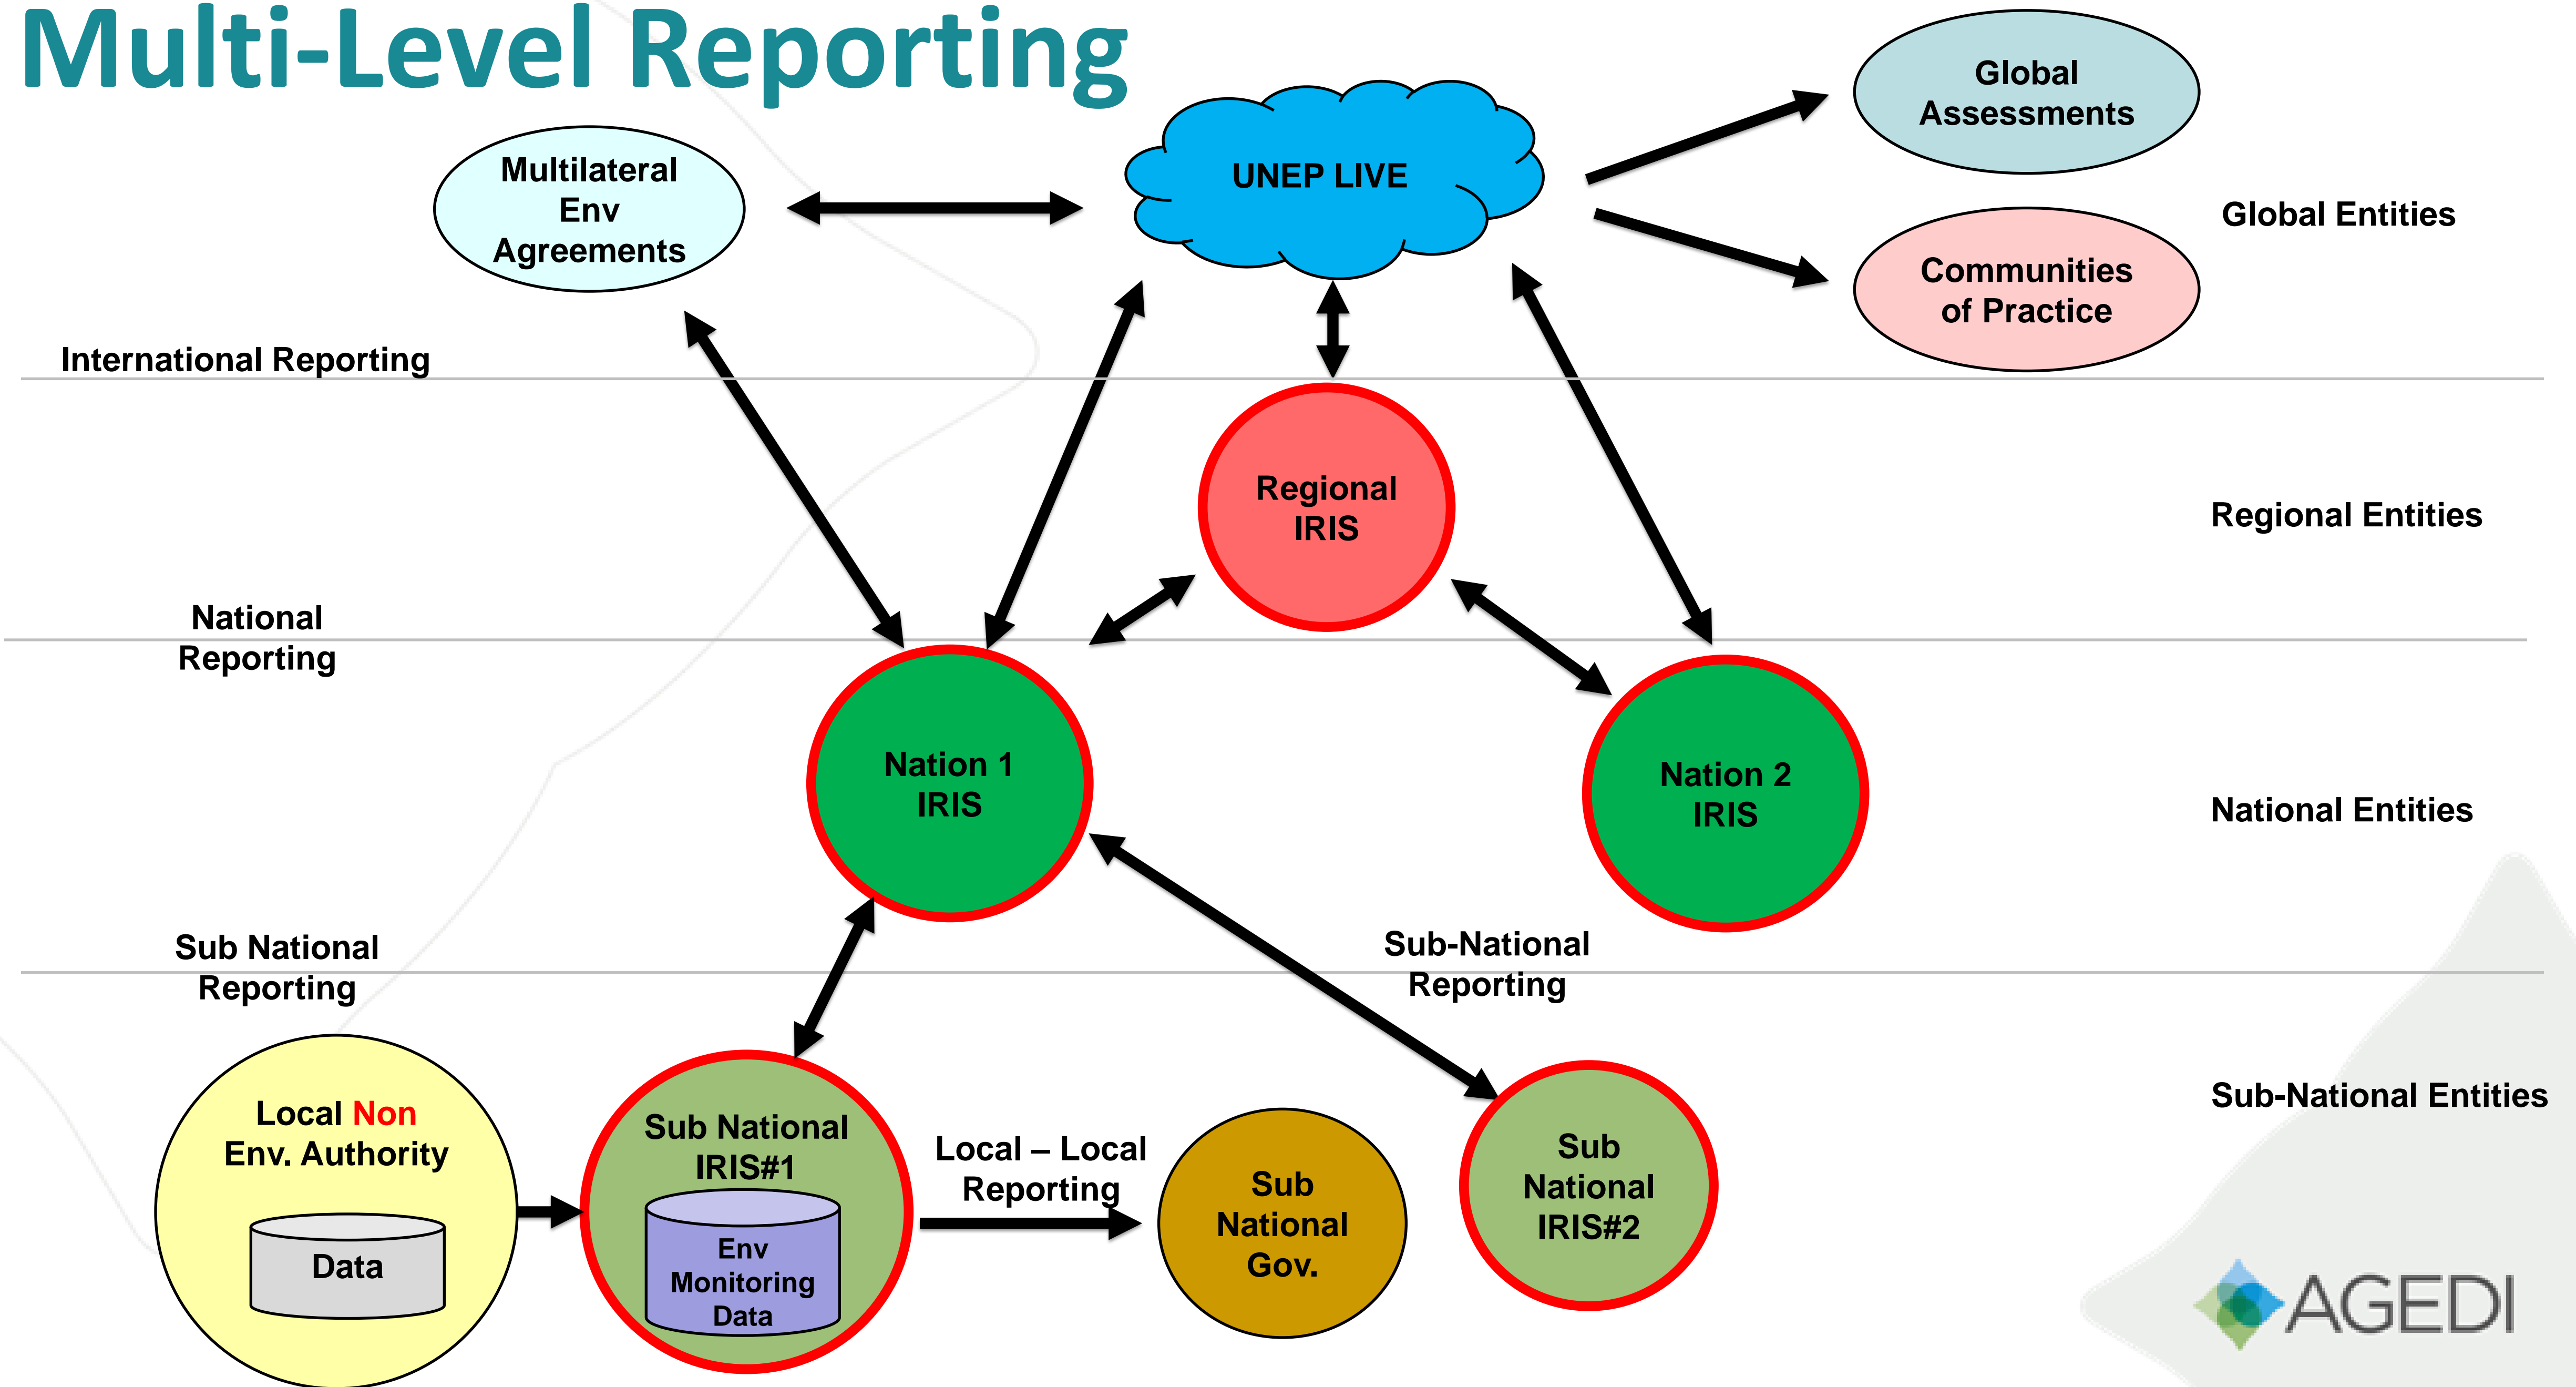 Multi-Level Reporting
Global
Assessments
Multilateral
Env
Agreements
UNEP LIVE
Global Entities
Communities
of Practice
International Reporting
Regional
IRIS
Regional Entities
National
Reporting
Nation 1
IRIS
Nation 2
IRIS
National Entities
Sub National
Reporting
Sub-National
Reporting
Local Non
Env. Authority
Data
Sub National
IRIS#1
Env
Monitoring
Data
Local – Local
Reporting
Sub
National
Gov.
Sub
National
IRIS#2
Sub-National Entities
AGEDI